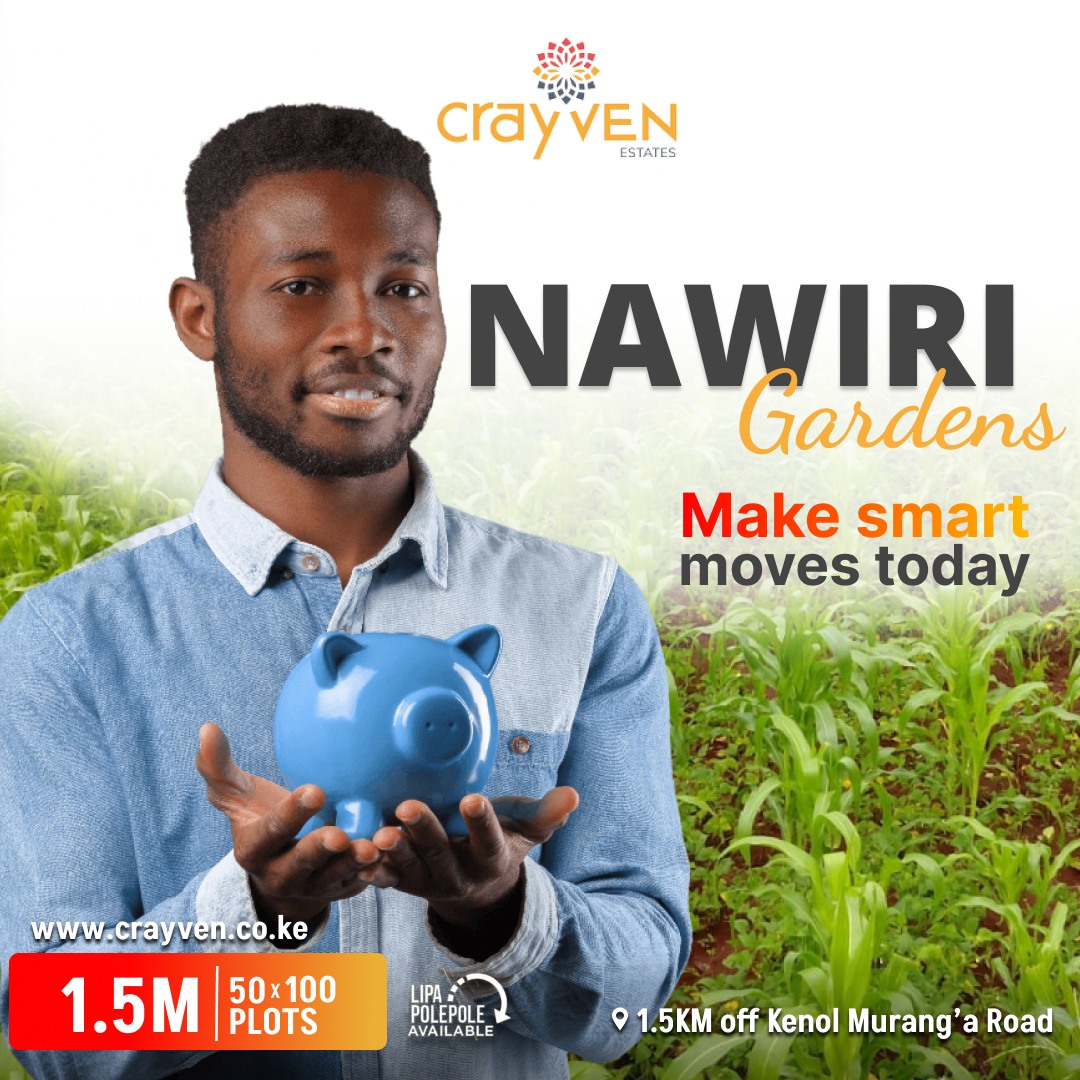 crayvEN
ESTATES
NAWIRI
Gardens
Make smart
moves today
www.crayven.co.ke
1.5M
50x100
PLOTS
LIPA
POLEPOLE
AVAILABLE
1.5KM off Kenol Murang'a Road